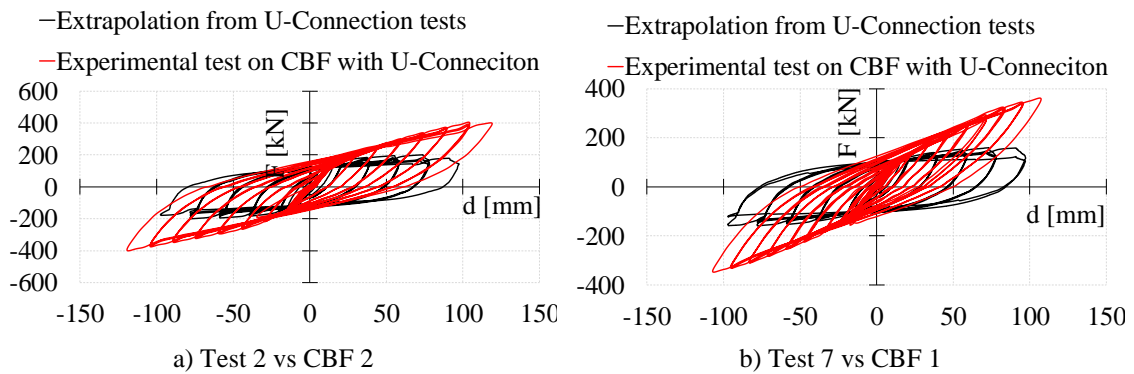 Extrapolation from U-Connection tests
Experimental test on CBF with U-Conneciton
600
400
200
0
-200
-400
-600
F [kN]
d [mm]
-150 -100 -50 0 50 100 150
a) Test 2 vs CBF 2
Extrapolation from U-Connection tests
Experimental test on CBF with U-Conneciton
400
200
0
-200
-400
F [kN]
d [mm]
-150 -100 -50 0 50 100 150
b) Test 7 vs CBF 1